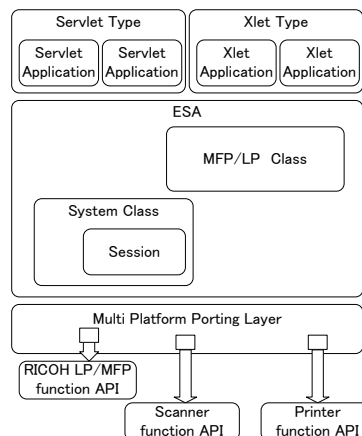 Servlet Type
Xlet Type
Servlet
Application
Servlet
Application
Xlet
Application
Xlet
Application
ESA
MFP/LP Class
System Class
Session
Multi Platform Porting Layer
RICOH LP/MFP
function API
Scanner
function API
Printer
function API